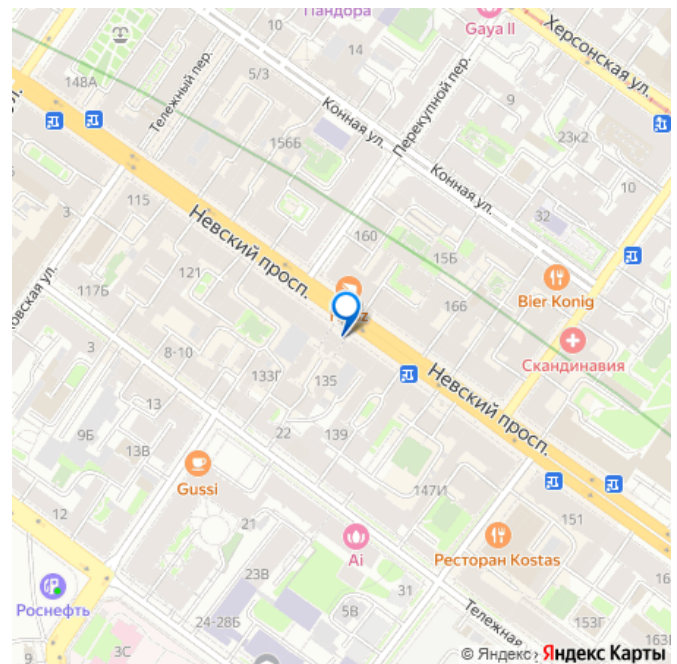 Пандора
10
Gaya II
Херсонская ул.
14
5/3
148А
Тележный пер.
Конная ул.
Перекупной пер.
9
23к2
156Б
10
3
115
Невский просп.
32
Конная ул.
160
15Б
121
117Б
166
Bier Konig
3
8-10
Скандинавия
133Г
135
Невский просп.
13
9Б
22
139
13В
Gussi
147И
12
21
151
Ai
Ресторан Kostas
23В
31
Роснефть
5В
24-28Б
Тележная
153Г
3С
9
© Яндекс
Яндекс Карты